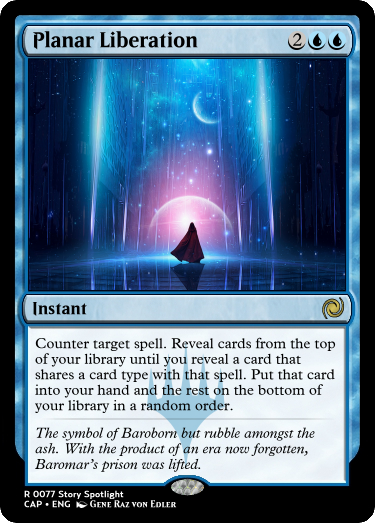 Planar Liberation 2
Instant
Counter target spell. Reveal cards from the top
of your library until you reveal a card that
shares a card type with that spell. Put that card
into your hand and the rest on the bottom of
your library in a random order.
The symbol of Baroborn but rubble amongst the
ash. With the product of an era now forgotten,
Baromar's prison was lifted.
R 0077 Story Spotlight
CAP • ENG Gene Raz von Edler